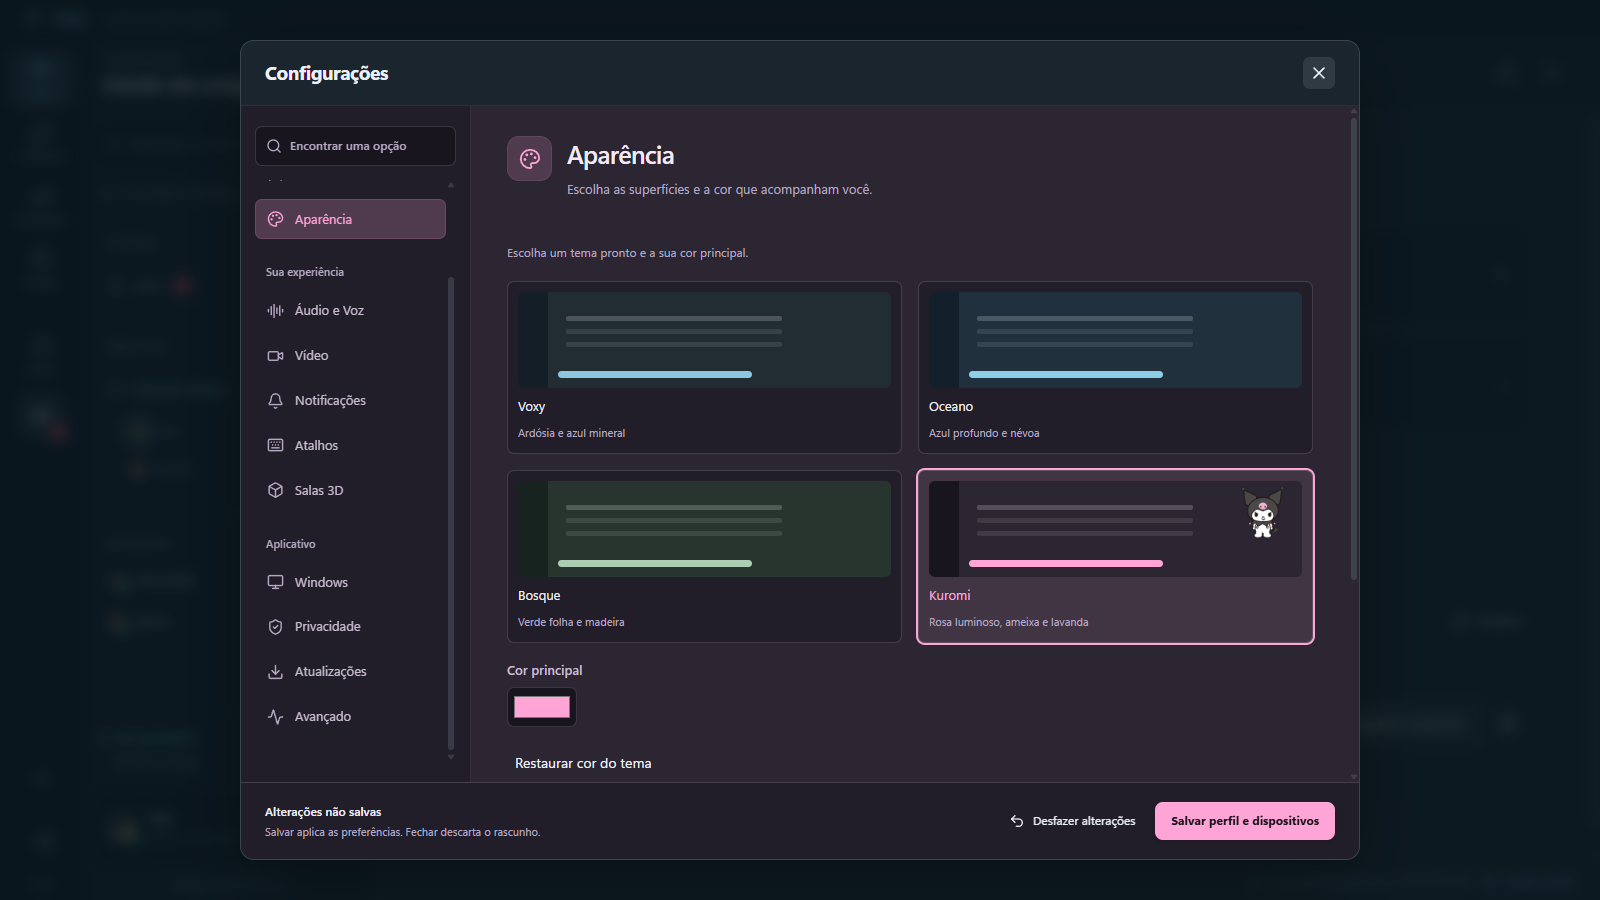 Configurações
Encontrar uma opção
Aparência
Sua experiência
Áudio e Voz
Vídeo
Notificações
Atalhos
Salas 3D
Aplicativo
Windows
Privacidade
Atualizações
Avançado
Aparência
Escolha as superfícies e a cor que acompanham você.
Escolha um tema pronto e a sua cor principal.
Voxy
Ardósia e azul mineral
Oceano
Azul profundo e névoa
Bosque
Verde folha e madeira
Kuromi
Rosa luminoso, ameixa e lavanda
Cor principal
Restaurar cor do tema
Alterações não salvas
Salvar aplica as preferências. Fechar descarta o rascunho.
Desfazer alterações
Salvar perfil e dispositivos